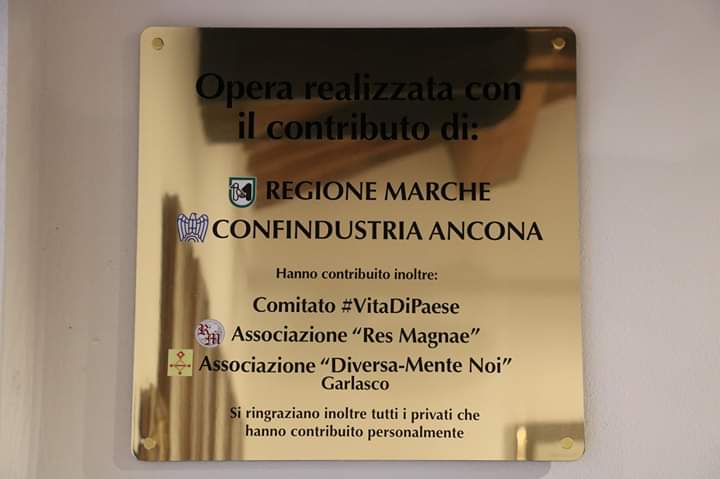 Opera realizzata con
il contributo di:
REGIONE MARCHE
CONFINDUSTRIA ANCONA
Hanno contribuito inoltre:
Comitato #VitaDiPaese
RM Associazione “Res Magnae”
Associazione “Diversa-Mente Noi”
Garlasco
Si ringraziano inoltre tutti i privati che
hanno contribuito personalmente